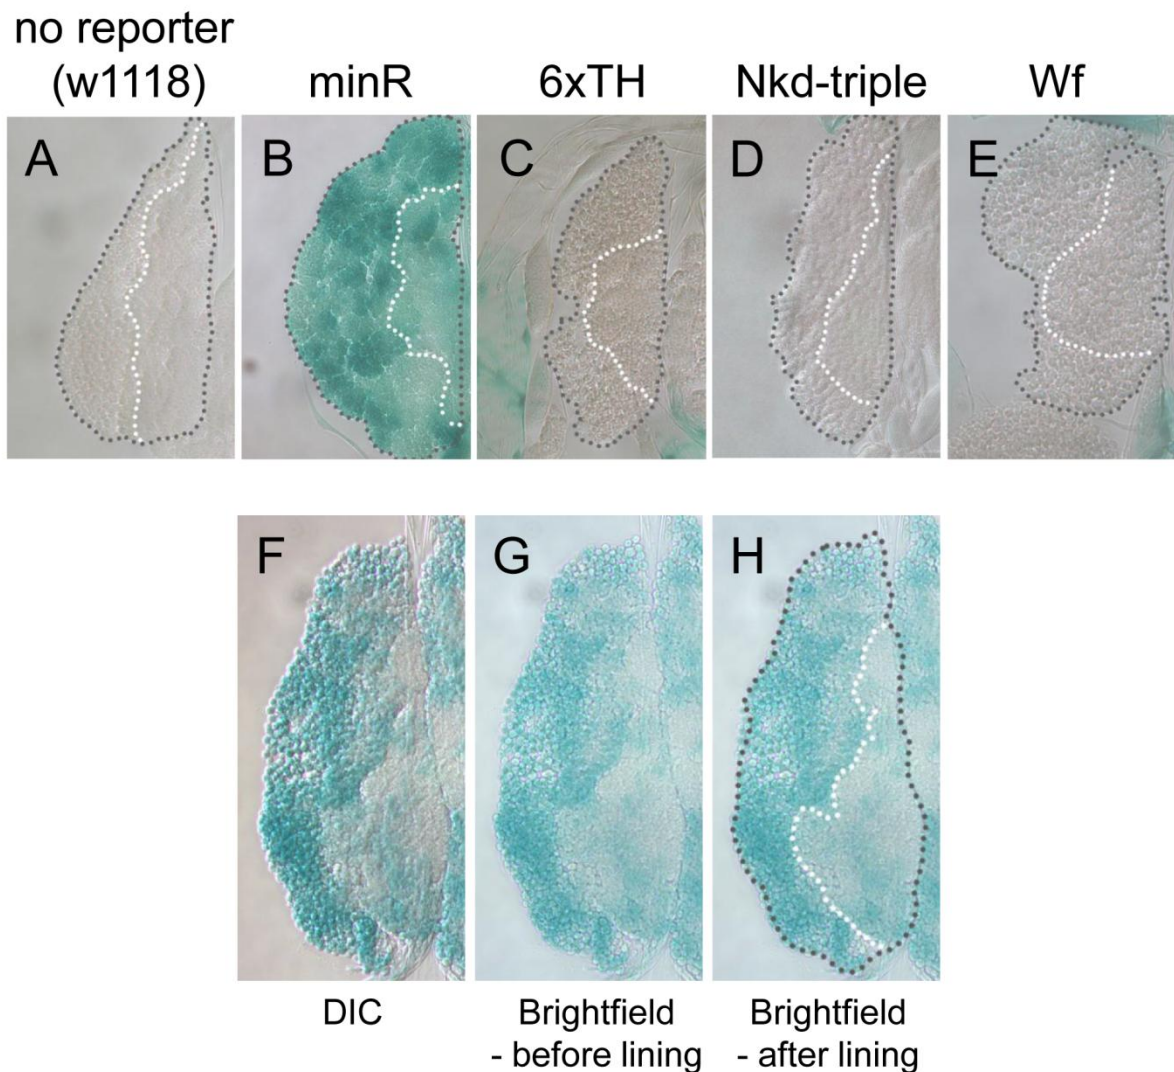 no reporter
(w1118)
minR
6xTH
Nkd-triple
Wf
A
B
C
D
E
F
G
H
DIC
Brightfield
- before lining
Brightfield
- after lining